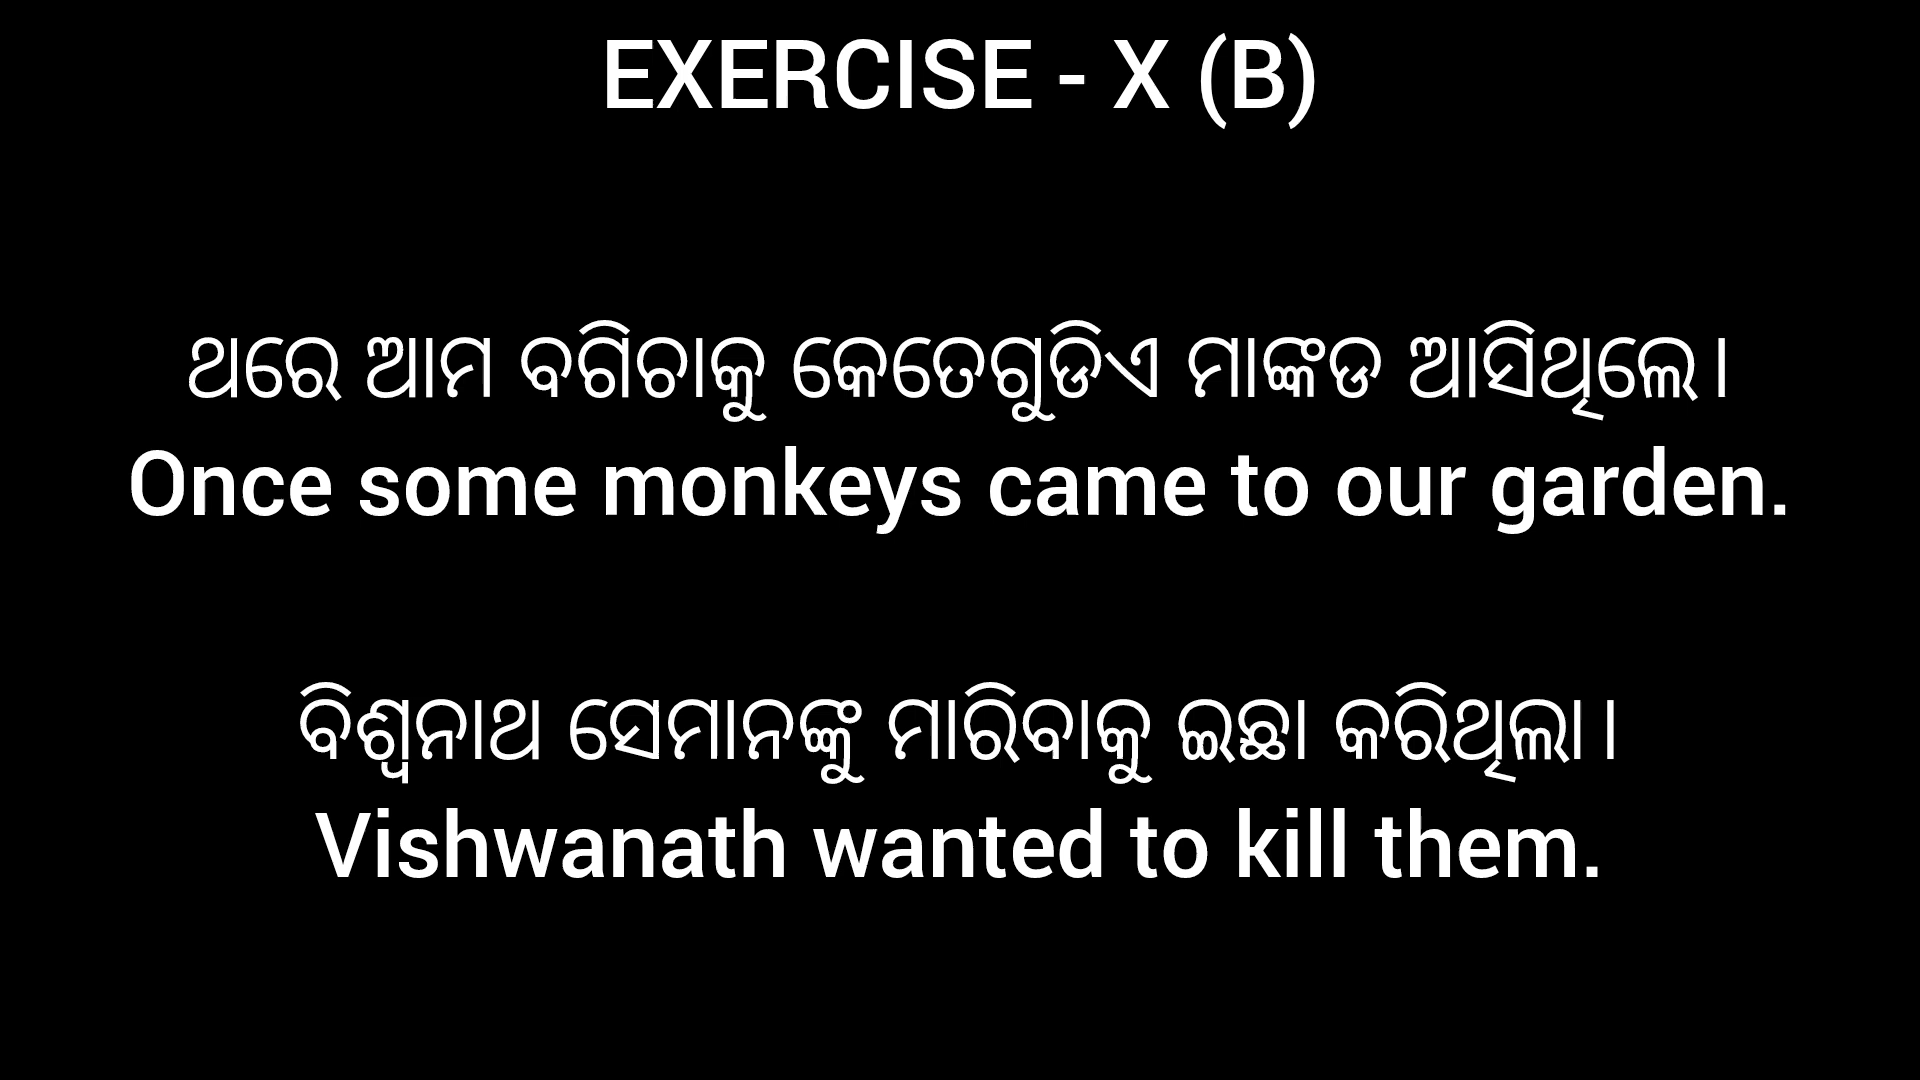 EXERCISE - X (B)
ଥରେ ଆମ ବଗିଚାକୁ କେତେଗୁଡିଏ ମାଙ୍କଡ ଆସିଥିଲେ।
Once some monkeys came to our garden.
ବିଶ୍ୱନାଥ ସେମାନଙ୍କୁ ମାରିବାକୁ ଇଛା କରିଥିଲା।
Vishwanath wanted to kill them.